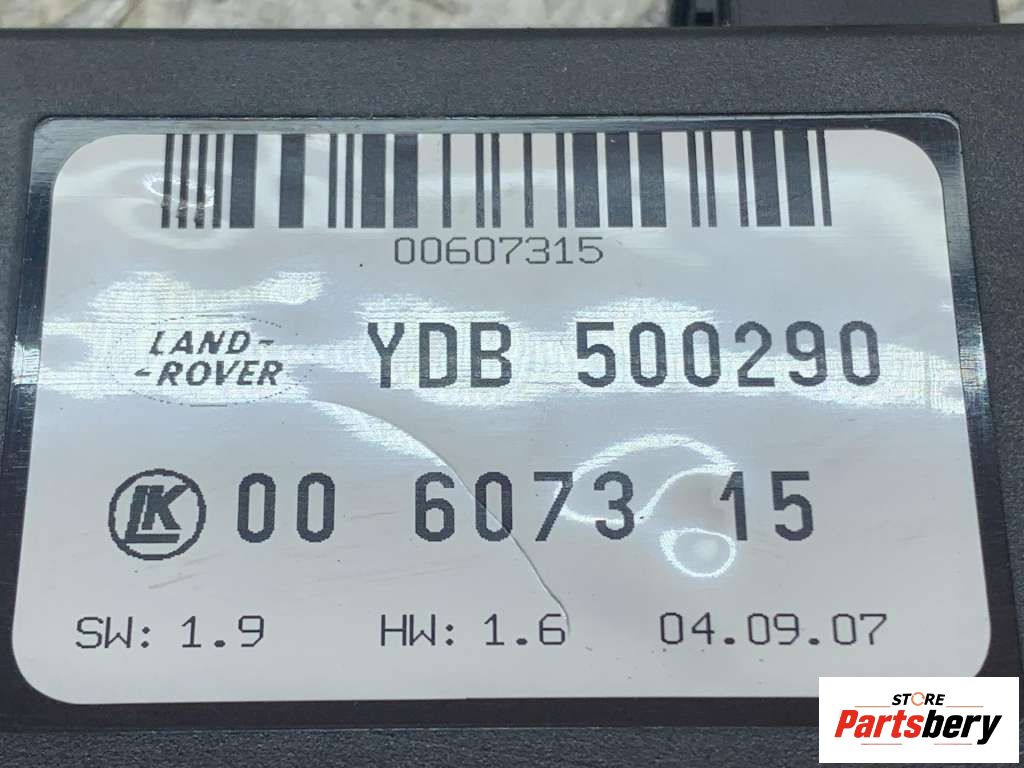 00607315
LAND-
-ROVER
YDB 500290
LK 00 6073 15
SW: 1.9 HW: 1.6 04.09.07
STORE
Partsbery